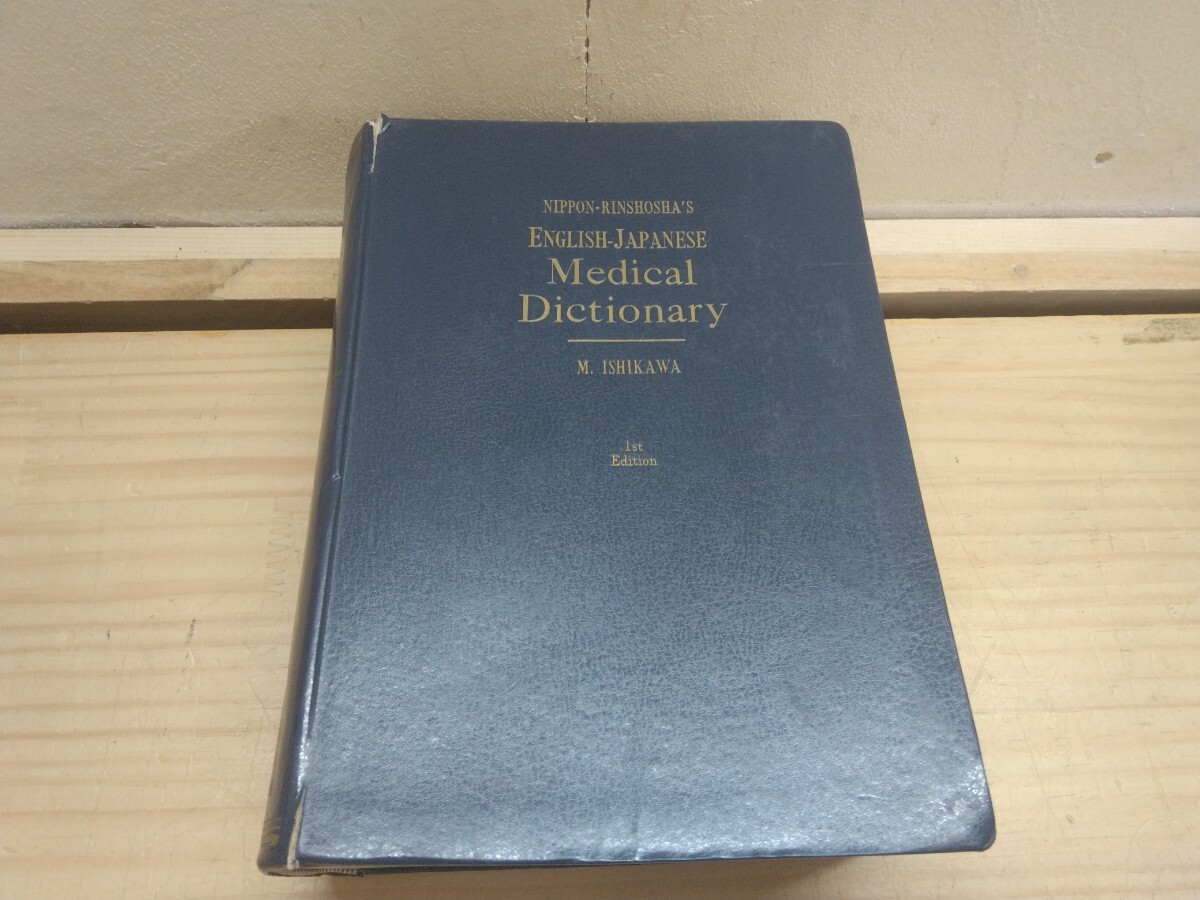 NIPPON-RINSHOSHA'S
ENGLISH-JAPANESE
Medical
Dictionary
M. ISHIKAWA
1st
Edition